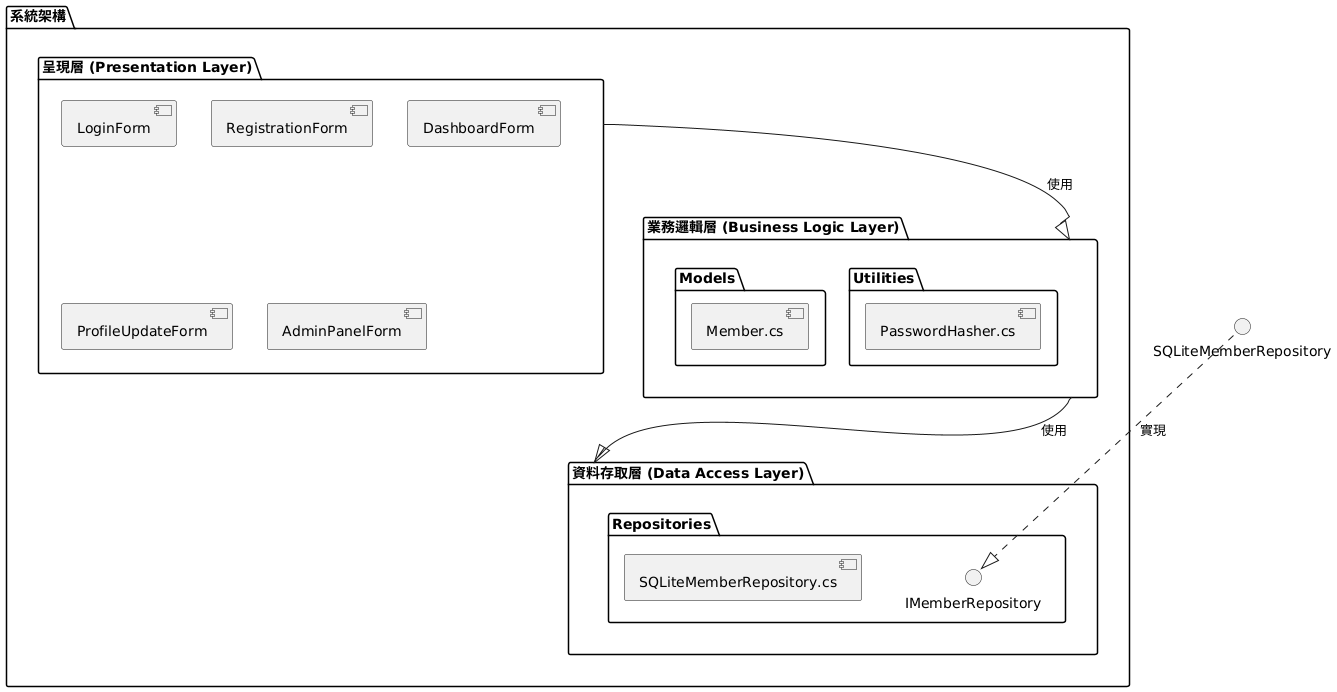 系統架構
呈現層 (Presentation Layer)
LoginForm
RegistrationForm
DashboardForm
ProfileUpdateForm
AdminPanelForm
使用
業務邏輯層 (Business Logic Layer)
Models
Member.cs
Utilities
PasswordHasher.cs
SQLiteMemberRepository
使用
實現
資料存取層 (Data Access Layer)
Repositories
SQLiteMemberRepository.cs
IMemberRepository